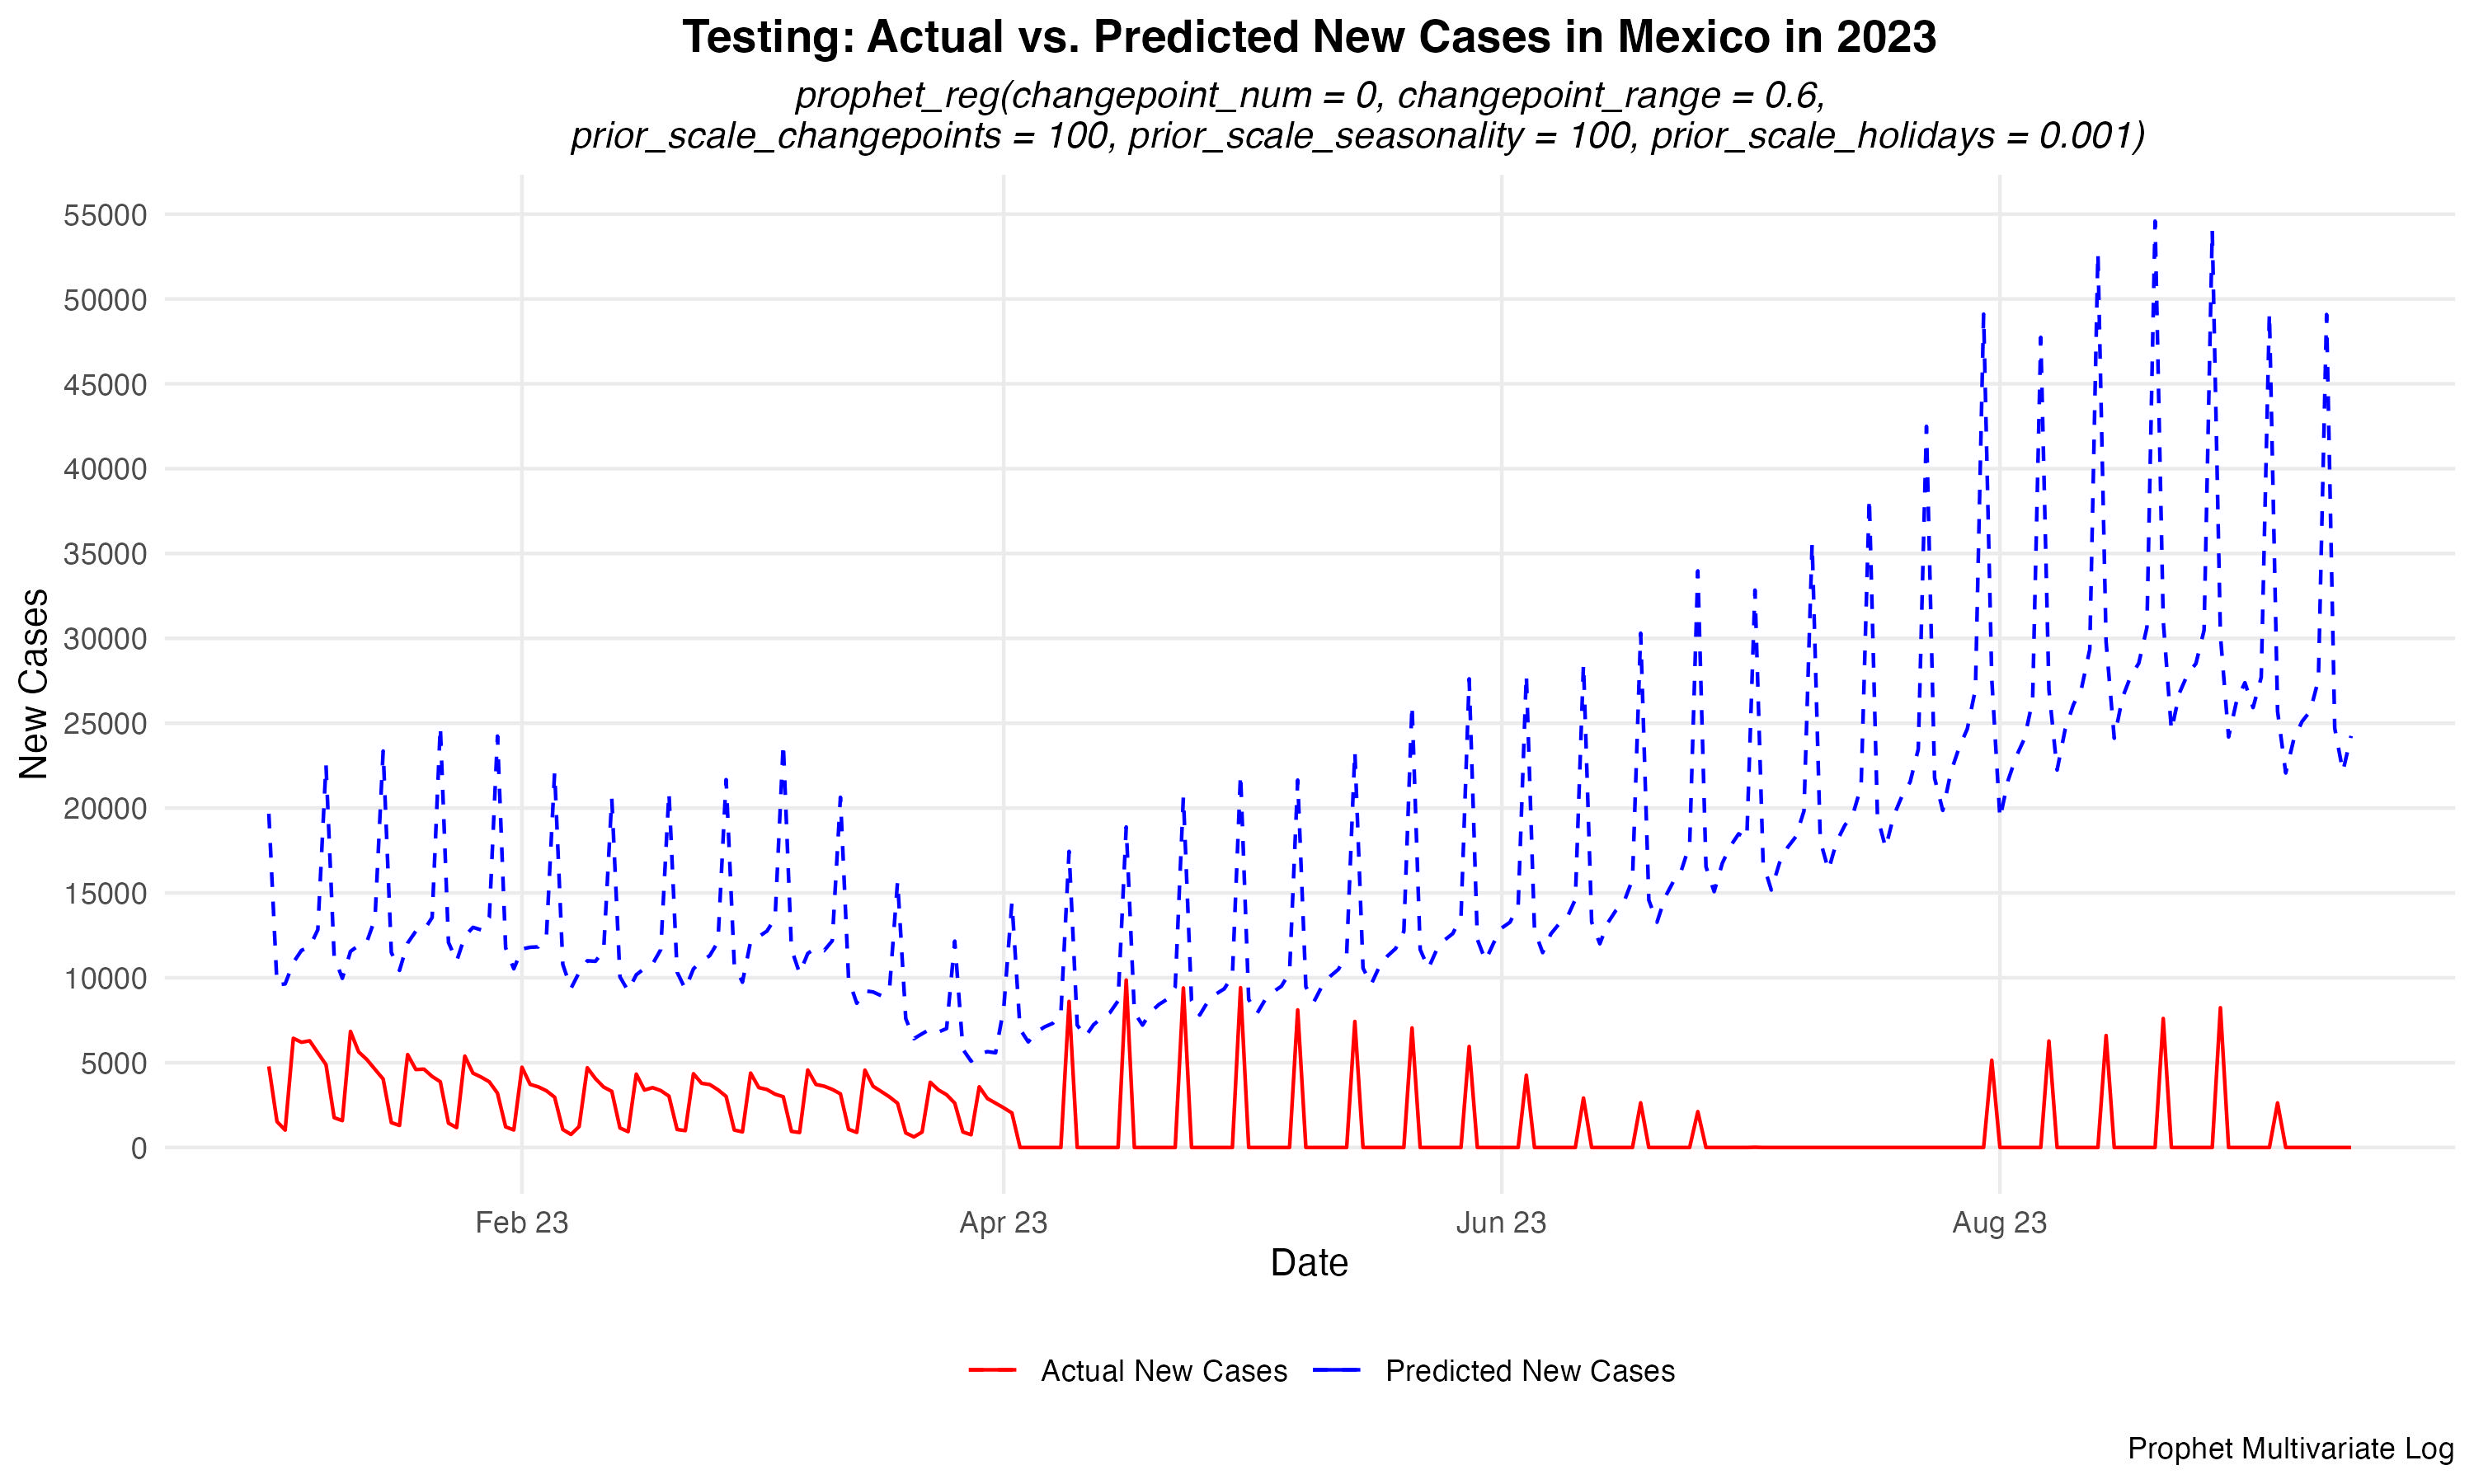 Testing: Actual vs. Predicted New Cases in Mexico in 2023
prophet_reg(changepoint_num = 0, changepoint_range = 0.6,
prior_scale_changepoints = 100, prior_scale_seasonality = 100, prior_scale_holidays = 0.001)
New Cases
55000
50000
45000
40000
35000
30000
25000
20000
15000
10000
5000
0
Feb 23 Apr 23 Jun 23 Aug 23
Date
Actual New Cases Predicted New Cases
Prophet Multivariate Log